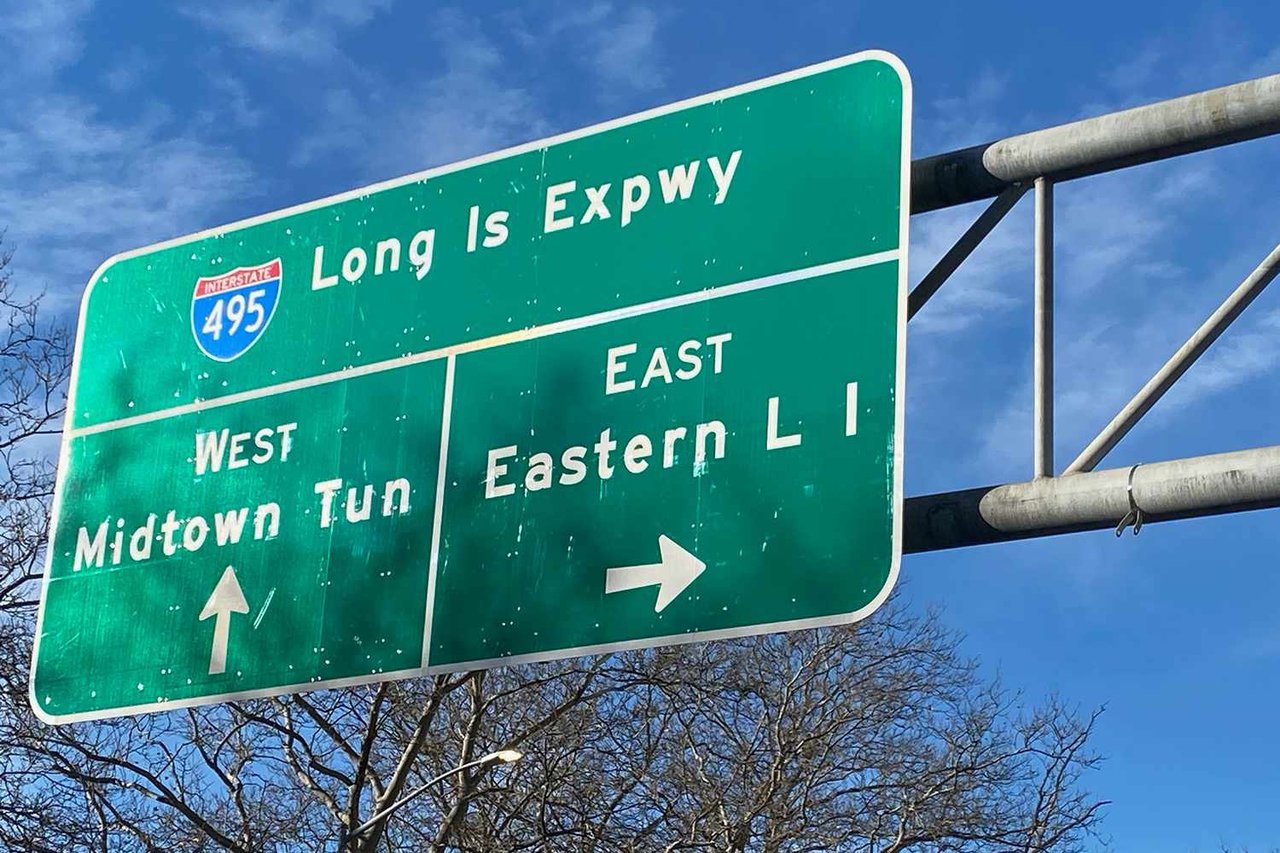 INTERSTATE
495
Long Is Expwy
WEST
Midtown Tun
EAST
Eastern L I